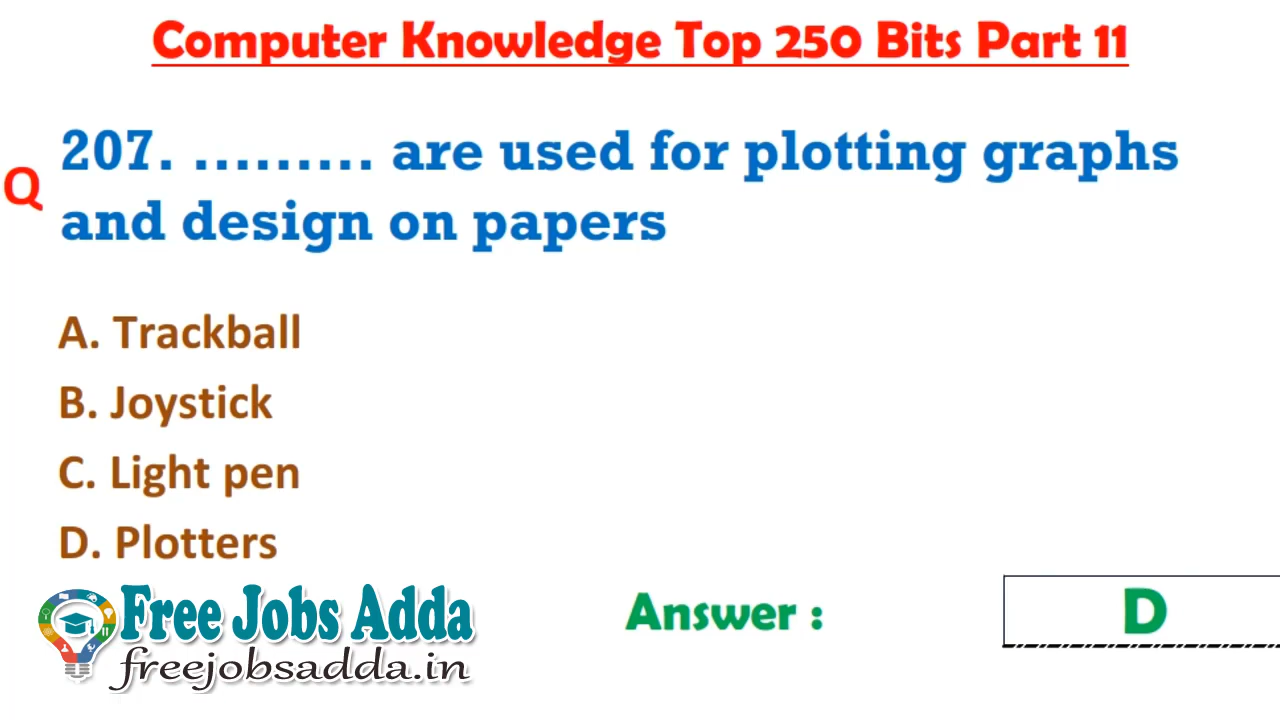 Computer Knowledge Top 250 Bits Part 11
207. ......... are used for plotting graphs
Q
and design on papers
A. Trackball
B. Joystick
C. Light pen
D. Plotters
Free Jobs Adda
freejobsadda.in
Answer :
D